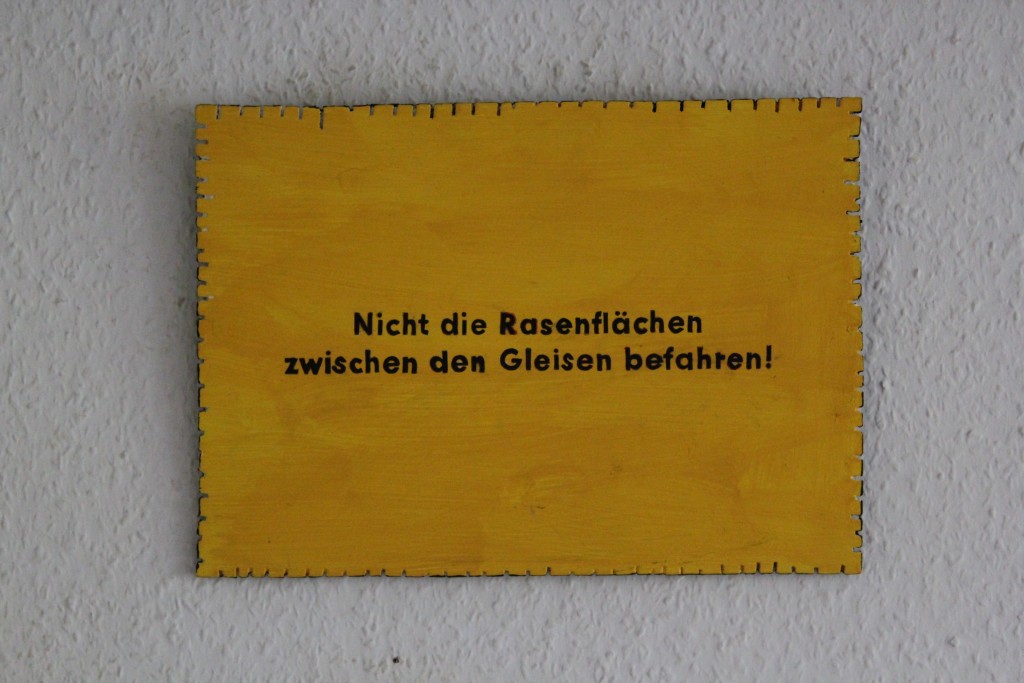 Nicht die Rasenflächen
zwischen den Gleisen befahren!